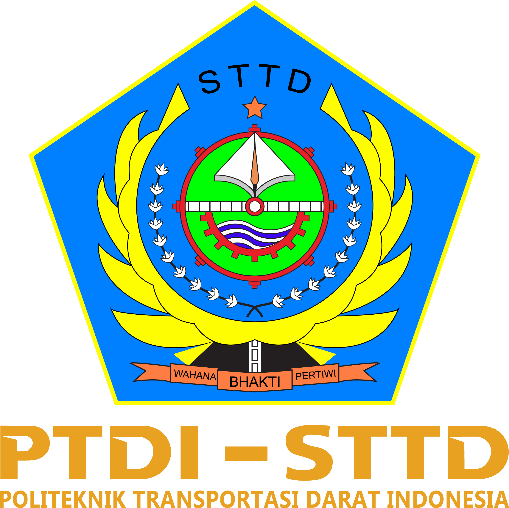 STTD
WAHANA BHAKTI PERTIWI
PTDI - STTD
POLITEKNIK TRANSPORTASI DARAT INDONESIA